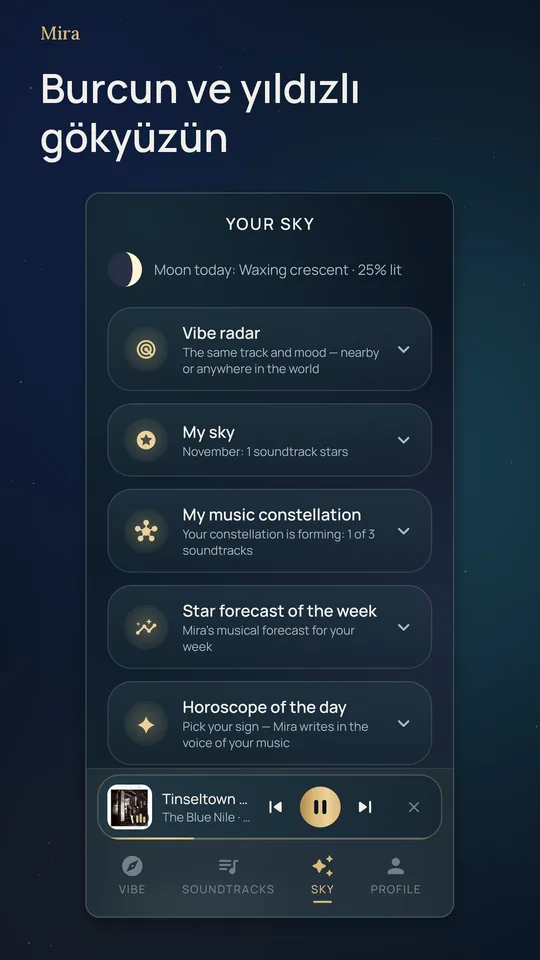 Mira
Burcun ve yıldızlı
gökyüzün
YOUR SKY
Moon today: Waxing crescent · 25% lit
Vibe radar
The same track and mood — nearby
or anywhere in the world
My sky
November: 1 soundtrack stars
My music constellation
Your constellation is forming: 1 of 3
soundtracks
Star forecast of the week
Mira's musical forecast for your
week
Horoscope of the day
Pick your sign — Mira writes in the
voice of your music
Tinseltown ...
The Blue Nile · ...
VIBE
SOUNDTRACKS
SKY
PROFILE